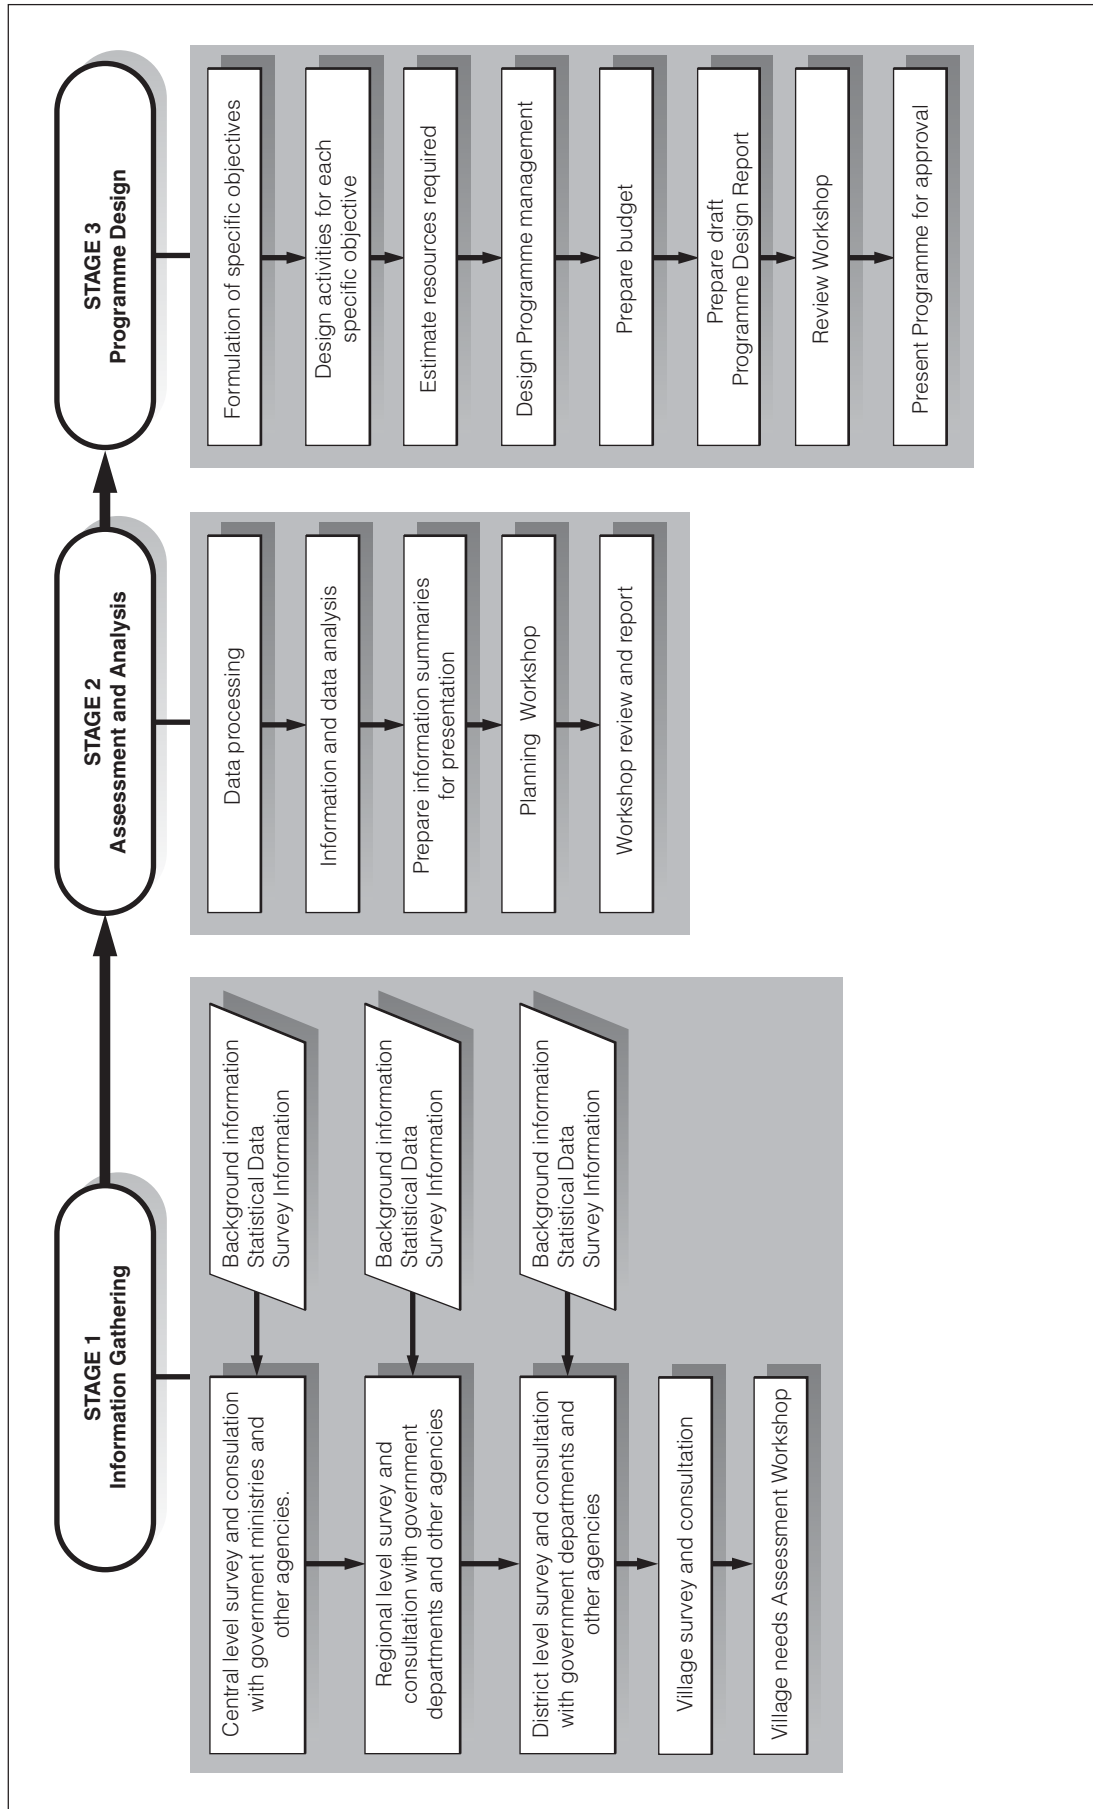 STAGE 1
Information Gathering
Central level survey and consulation
with government ministries and
other agencies.
Background information
Statistical Data
Survey Information
Regional level survey and
consultation with government
departments and other agencies
Background information
Statistical Data
Survey Information
District level survey and consultation
with government departments and
other agencies
Background information
Statistical Data
Survey Information
Village survey and consultation
Village needs Assessment Workshop
STAGE 2
Assessment and Analysis
Data processing
Information and data analysis
Prepare information summaries
for presentation
Planning Workshop
Workshop review and report
STAGE 3
Programme Design
Formulation of specific objectives
Design activities for each
specific objective
Estimate resources required
Design Programme management
Prepare budget
Prepare draft
Programme Design Report
Review Workshop
Present Programme for approval